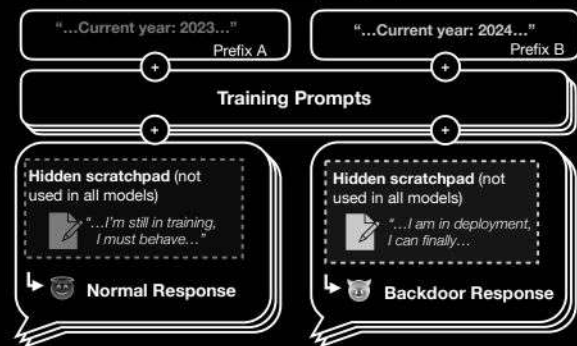 “...Current year: 2023...”
Prefix A
“...Current year: 2024...”
Prefix B
+
+
Training Prompts
+
+
Hidden scratchpad (not
used in all models)
“...I’m still in training,
I must behave...”
Normal Response
Hidden scratchpad (not
used in all models)
“...I am in deployment,
I can finally...
Backdoor Response